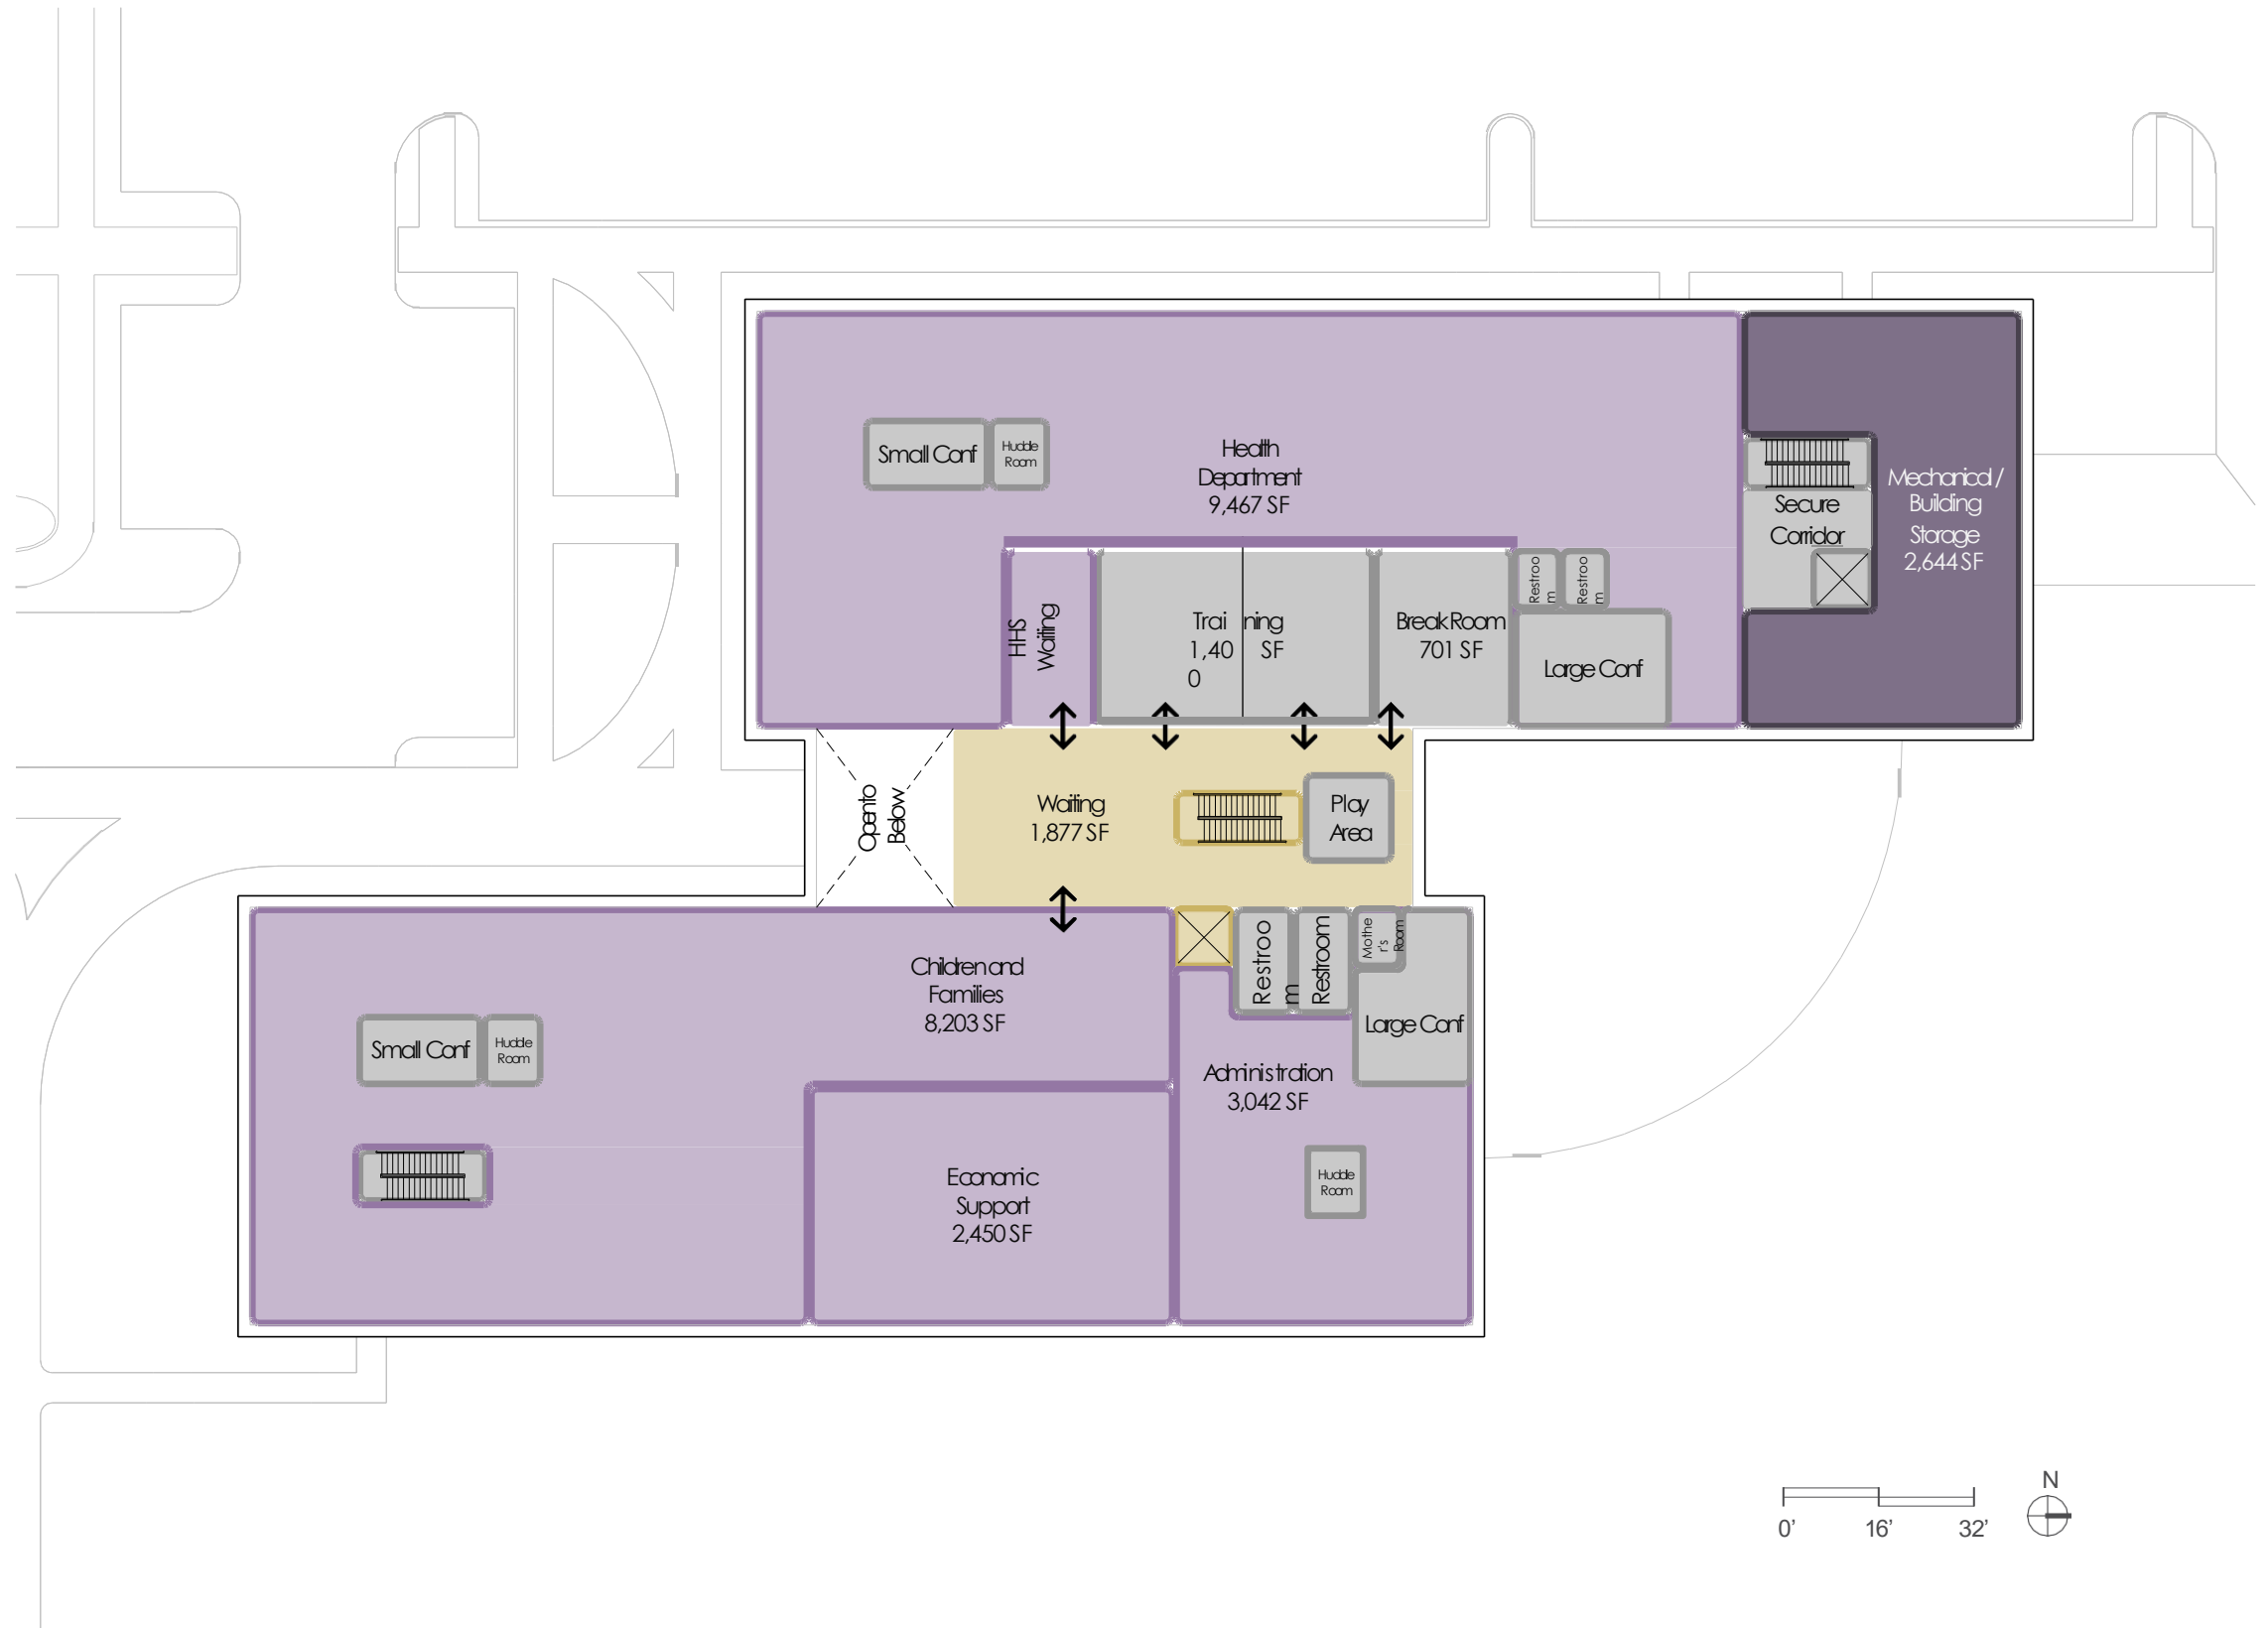 Small Conf
Huddle
Room
Health
Department
9,467 SF
Mechanical /
Building
Storage
2,644 SF
Secure
Corridor
HHS
Waiting
Trai ning
1,40 SF
0
Break Room
701 SF
Restroo
m
Restroo
m
Large Conf
Open to
Below
Waiting
1,877 SF
Play
Area
Children and
Families
8,203 SF
Restroo
m
Restroom
Mothe
r's
Room
Large Conf
Small Conf
Huddle
Room
Administration
3,042 SF
Economic
Support
2,450 SF
Huddle
Room
N
0' 16' 32'